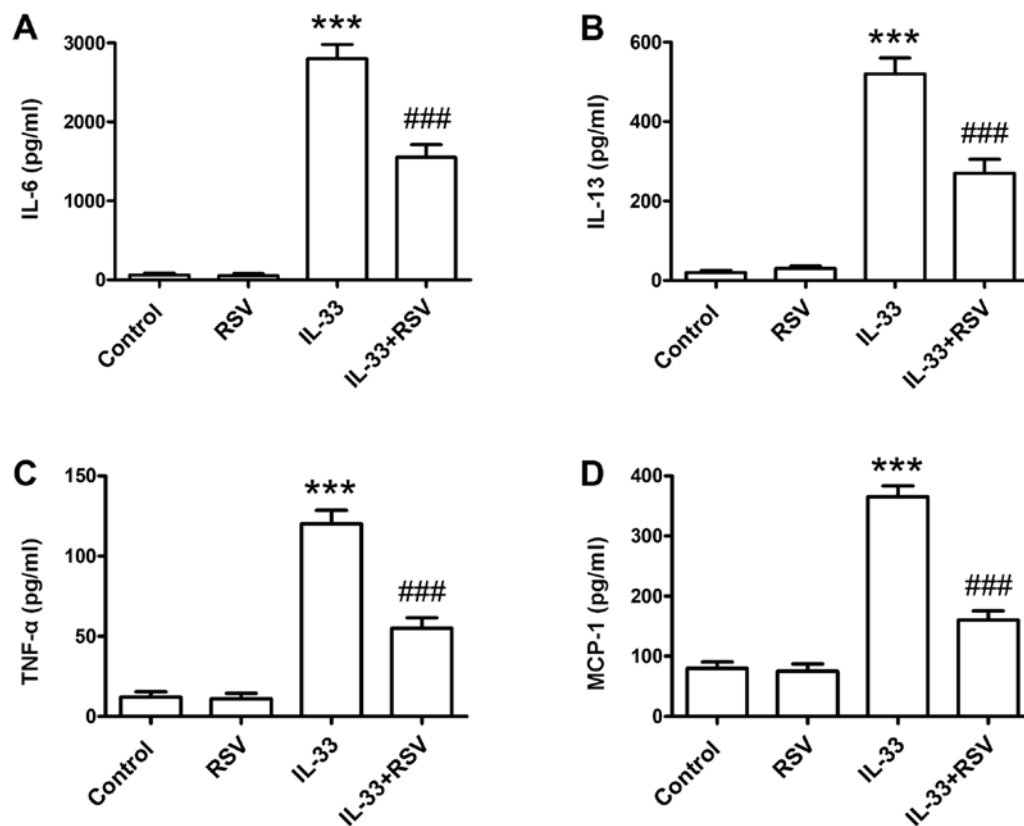 A
IL-6 (pg/ml)
3000
2000
1000
0
***
###
Control
RSV
IL-33
IL-33+RSV
B
IL-13 (pg/ml)
600
400
200
0
***
###
Control
RSV
IL-33
IL-33+RSV
C
TNF-α (pg/ml)
150
100
50
0
***
###
Control
RSV
IL-33
IL-33+RSV
D
MCP-1 (pg/ml)
400
300
200
100
0
***
###
Control
RSV
IL-33
IL-33+RSV